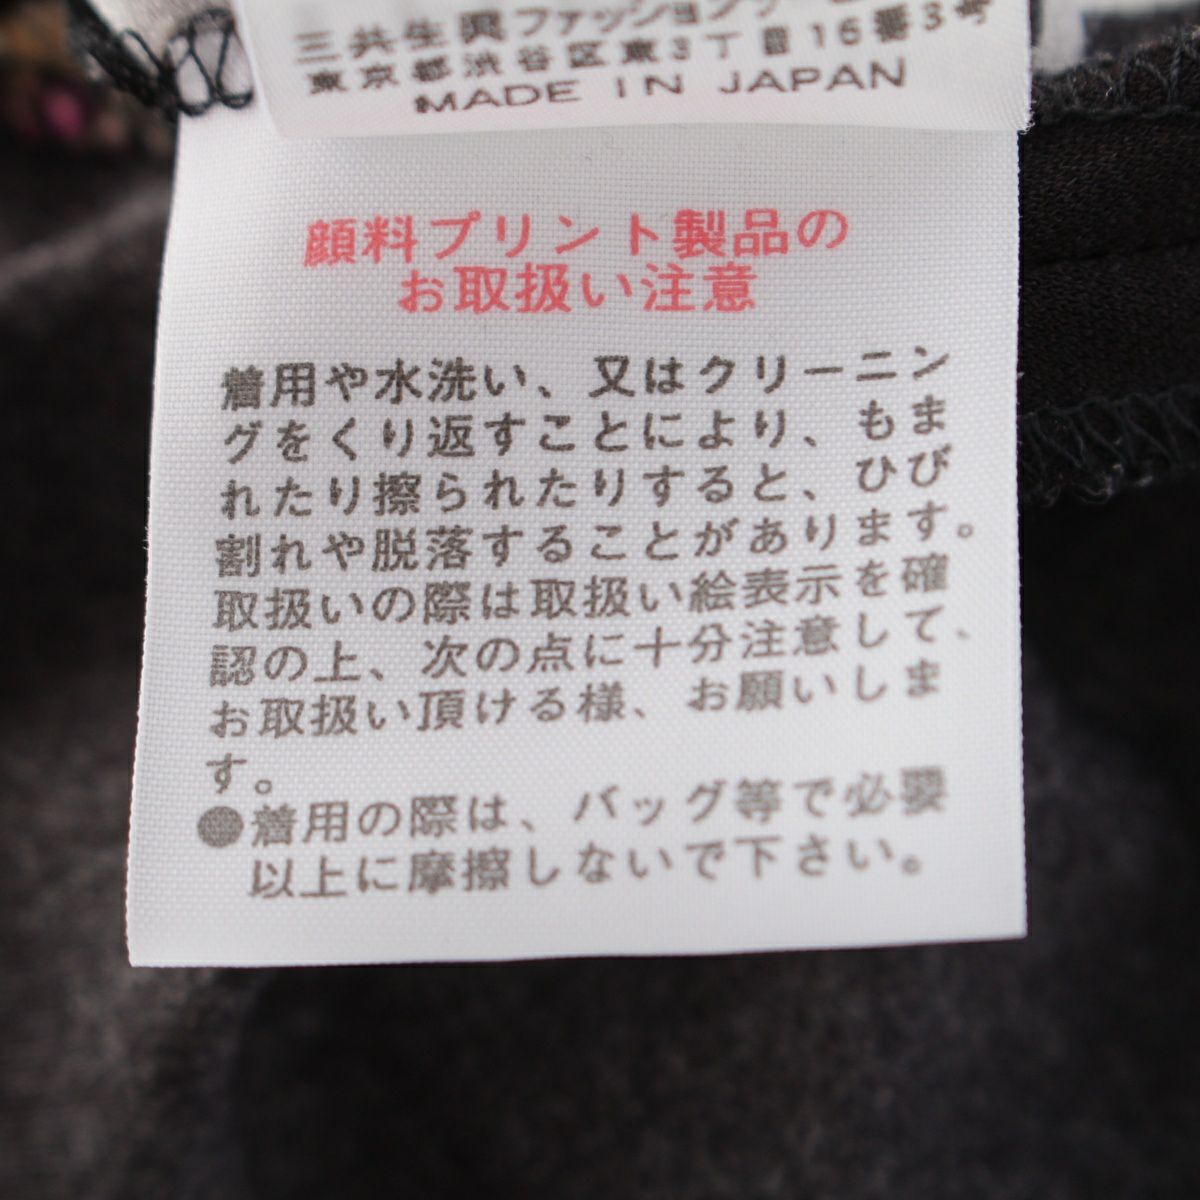 三共生興ファッションサービ
東京都渋谷区東3丁目16番3号
MADE IN JAPAN
顔料プリント製品の
お取扱い注意
着用や水洗い、又はクリーニン
グをくり返すことにより、もま
れたり擦られたりすると、ひび
割れや脱落することがあります。
取扱いの際は取扱い絵表示を確
認の上、次の点に十分注意して、
お取扱い頂ける様、お願いしま
す。
●着用の際は、バッグ等で必要
以上に摩擦しないで下さい。